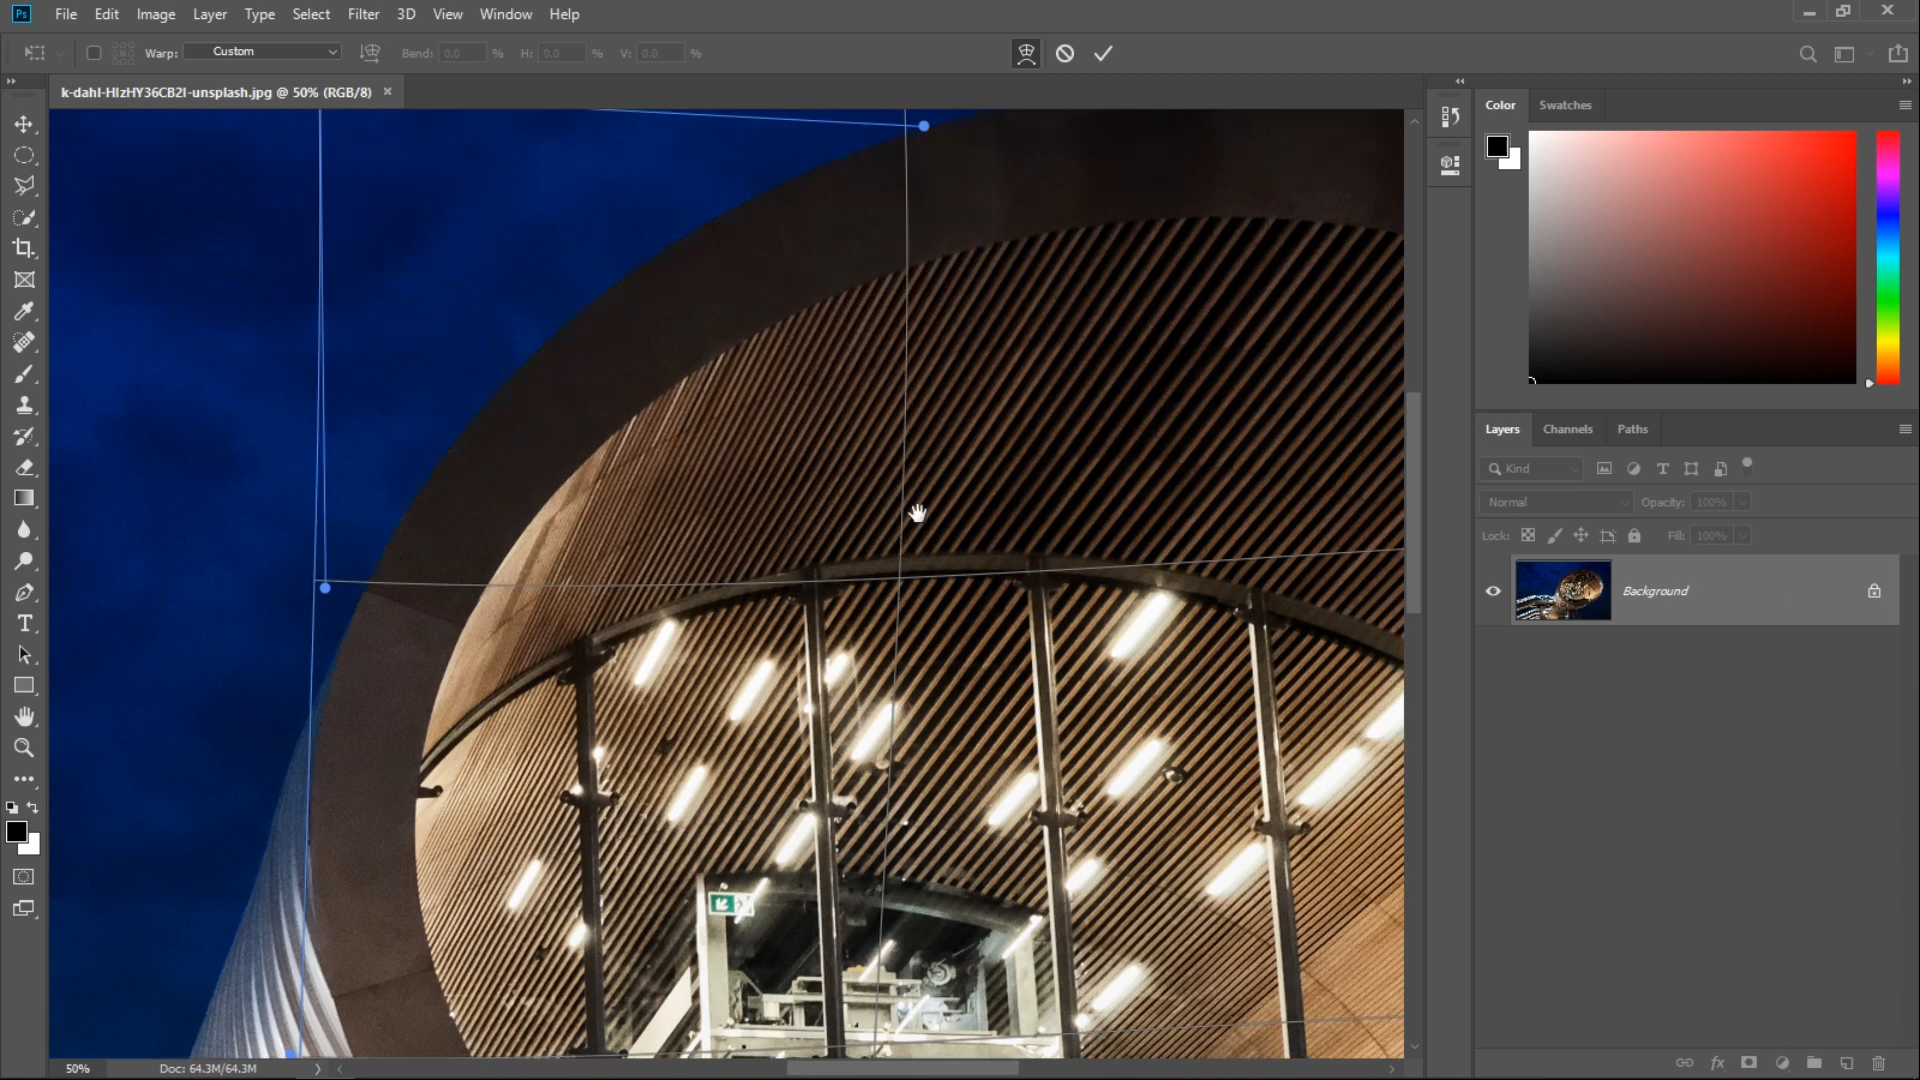 Ps File Edit Image Layer Type Select Filter 3D View Window Help
Warp: Custom Bend: 0.0 % H: 0.0 % V: 0.0 %
k-dahl-HIzHY36CB2I-unsplash.jpg @ 50% (RGB/8) ×
Color Swatches
Layers Channels Paths
Kind
Normal Opacity: 100%
Lock: Fill: 100%
Background
50% Doc: 64.3M/64.3M